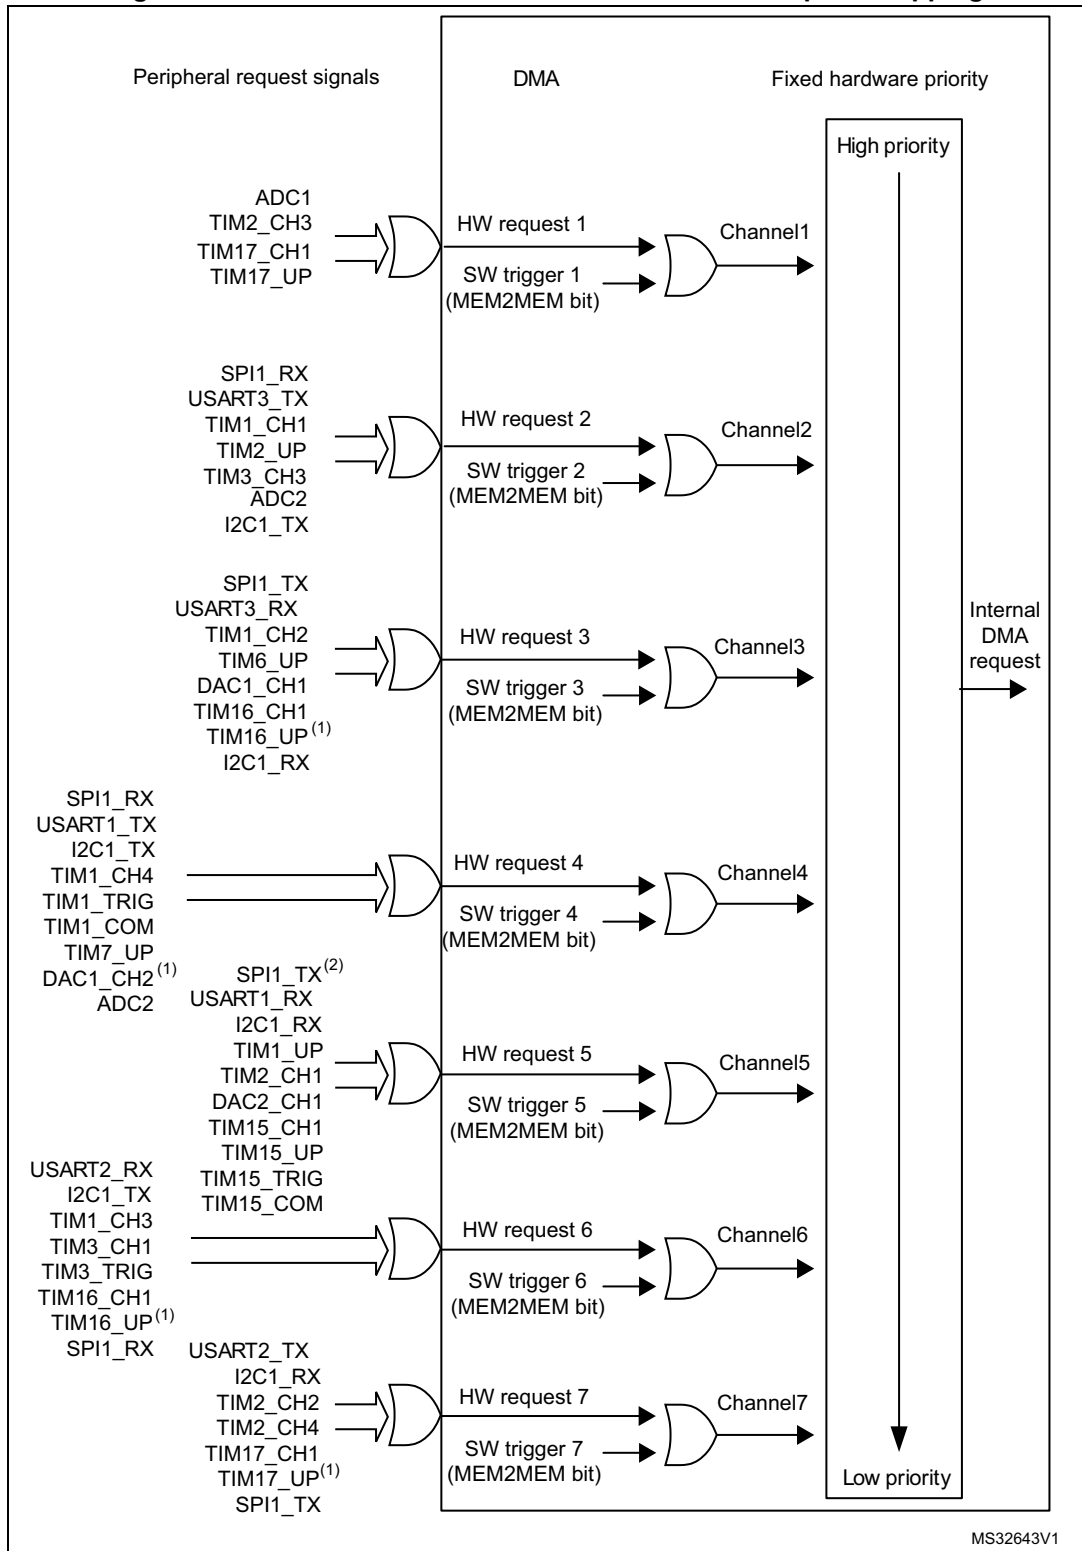 Peripheral request signals
DMA
Fixed hardware priority
High priority
ADC1
TIM2_CH3
TIM17_CH1
TIM17_UP
HW request 1
SW trigger 1
(MEM2MEM bit)
Channel1
SPI1_RX
USART3_TX
TIM1_CH1
TIM2_UP
TIM3_CH3
ADC2
I2C1_TX
HW request 2
SW trigger 2
(MEM2MEM bit)
Channel2
SPI1_TX
USART3_RX
TIM1_CH2
TIM6_UP
DAC1_CH1
TIM16_CH1
TIM16_UP(1)
I2C1_RX
HW request 3
SW trigger 3
(MEM2MEM bit)
Channel3
Internal
DMA
request
SPI1_RX
USART1_TX
I2C1_TX
TIM1_CH4
TIM1_TRIG
TIM1_COM
TIM7_UP
DAC1_CH2(1)
ADC2
HW request 4
SW trigger 4
(MEM2MEM bit)
Channel4
SPI1_TX(2)
USART1_RX
I2C1_RX
TIM1_UP
TIM2_CH1
DAC2_CH1
TIM15_CH1
TIM15_UP
TIM15_TRIG
TIM15_COM
HW request 5
SW trigger 5
(MEM2MEM bit)
Channel5
USART2_RX
I2C1_TX
TIM1_CH3
TIM3_CH1
TIM3_TRIG
TIM16_CH1
TIM16_UP(1)
SPI1_RX
HW request 6
SW trigger 6
(MEM2MEM bit)
Channel6
USART2_TX
I2C1_RX
TIM2_CH2
TIM2_CH4
TIM17_CH1
TIM17_UP(1)
SPI1_TX
HW request 7
SW trigger 7
(MEM2MEM bit)
Channel7
Low priority
MS32643V1